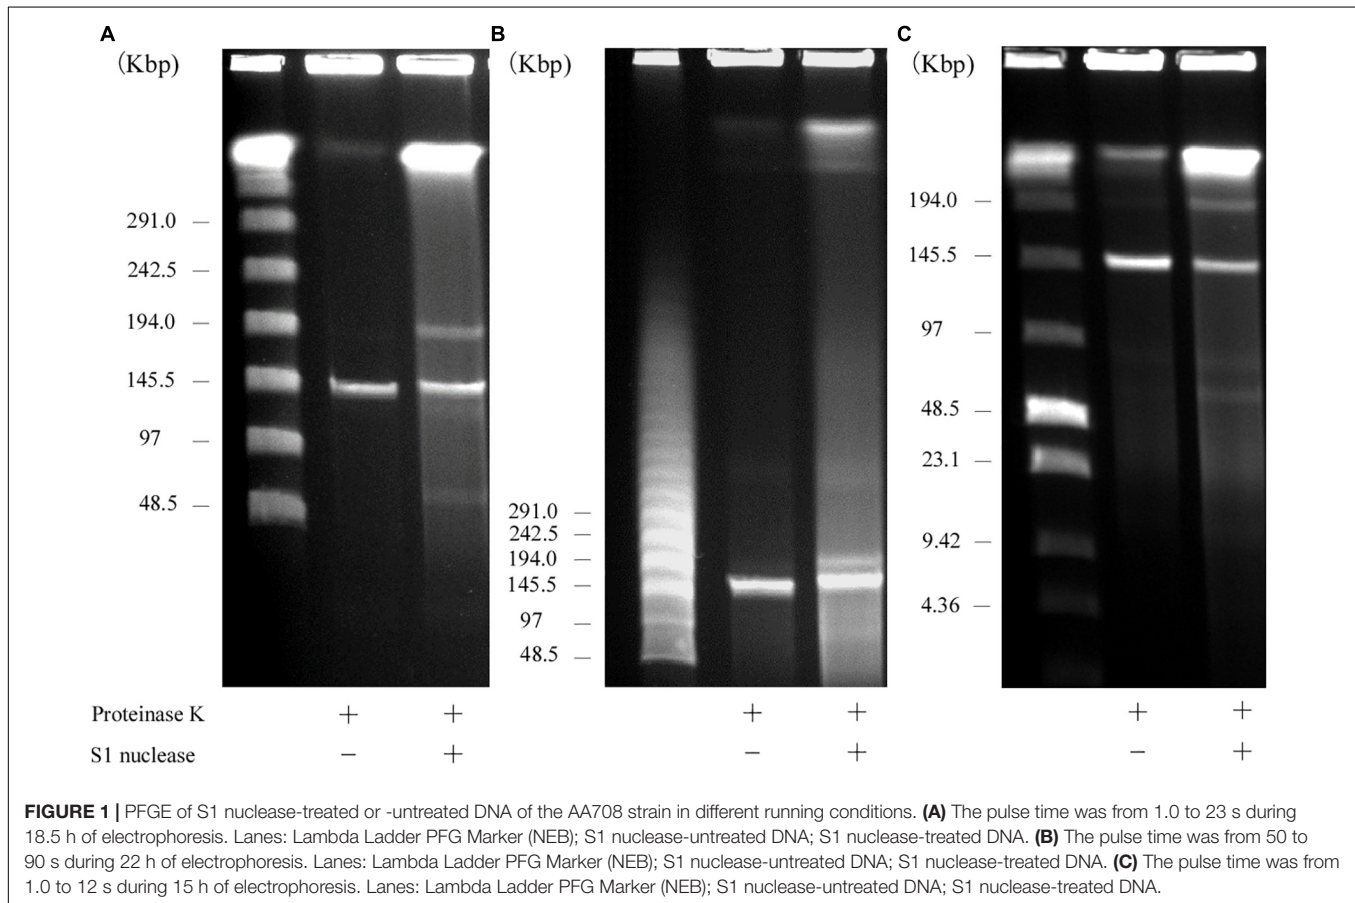 A
(Kbp)
291.0
242.5
194.0
145.5
97
48.5
B
(Kbp)
291.0
242.5
194.0
145.5
97
48.5
C
(Kbp)
194.0
145.5
97
48.5
23.1
9.42
4.36
Proteinase K + + + + + +
S1 nuclease − + − + − +
FIGURE 1 | PFGE of S1 nuclease-treated or -untreated DNA of the AA708 strain in different running conditions. (A) The pulse time was from 1.0 to 23 s during
18.5 h of electrophoresis. Lanes: Lambda Ladder PFG Marker (NEB); S1 nuclease-untreated DNA; S1 nuclease-treated DNA. (B) The pulse time was from 50 to
90 s during 22 h of electrophoresis. Lanes: Lambda Ladder PFG Marker (NEB); S1 nuclease-untreated DNA; S1 nuclease-treated DNA. (C) The pulse time was from
1.0 to 12 s during 15 h of electrophoresis. Lanes: Lambda Ladder PFG Marker (NEB); S1 nuclease-untreated DNA; S1 nuclease-treated DNA.